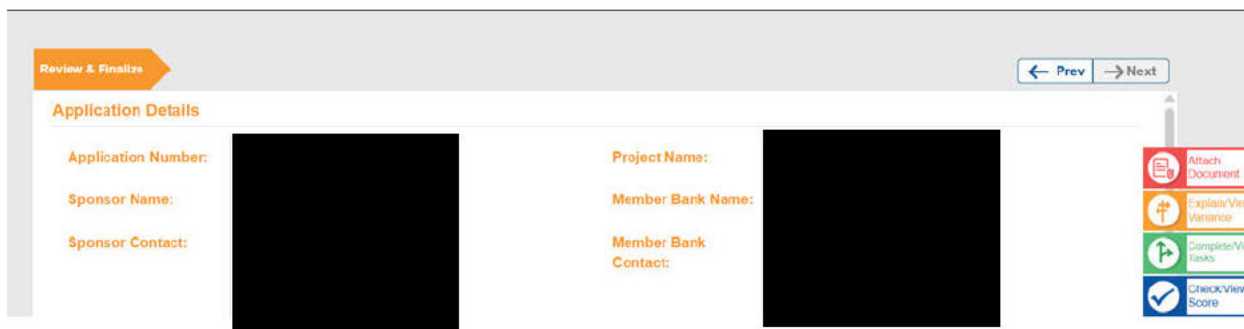 Review & Finalize
← Prev
→ Next
Application Details
Application Number:
Project Name:
Sponsor Name:
Member Bank Name:
Sponsor Contact:
Member Bank
Contact:
Attach
Document
Explain/Vie
Variance
Complete/Vi
Tasks
Check/View
Score